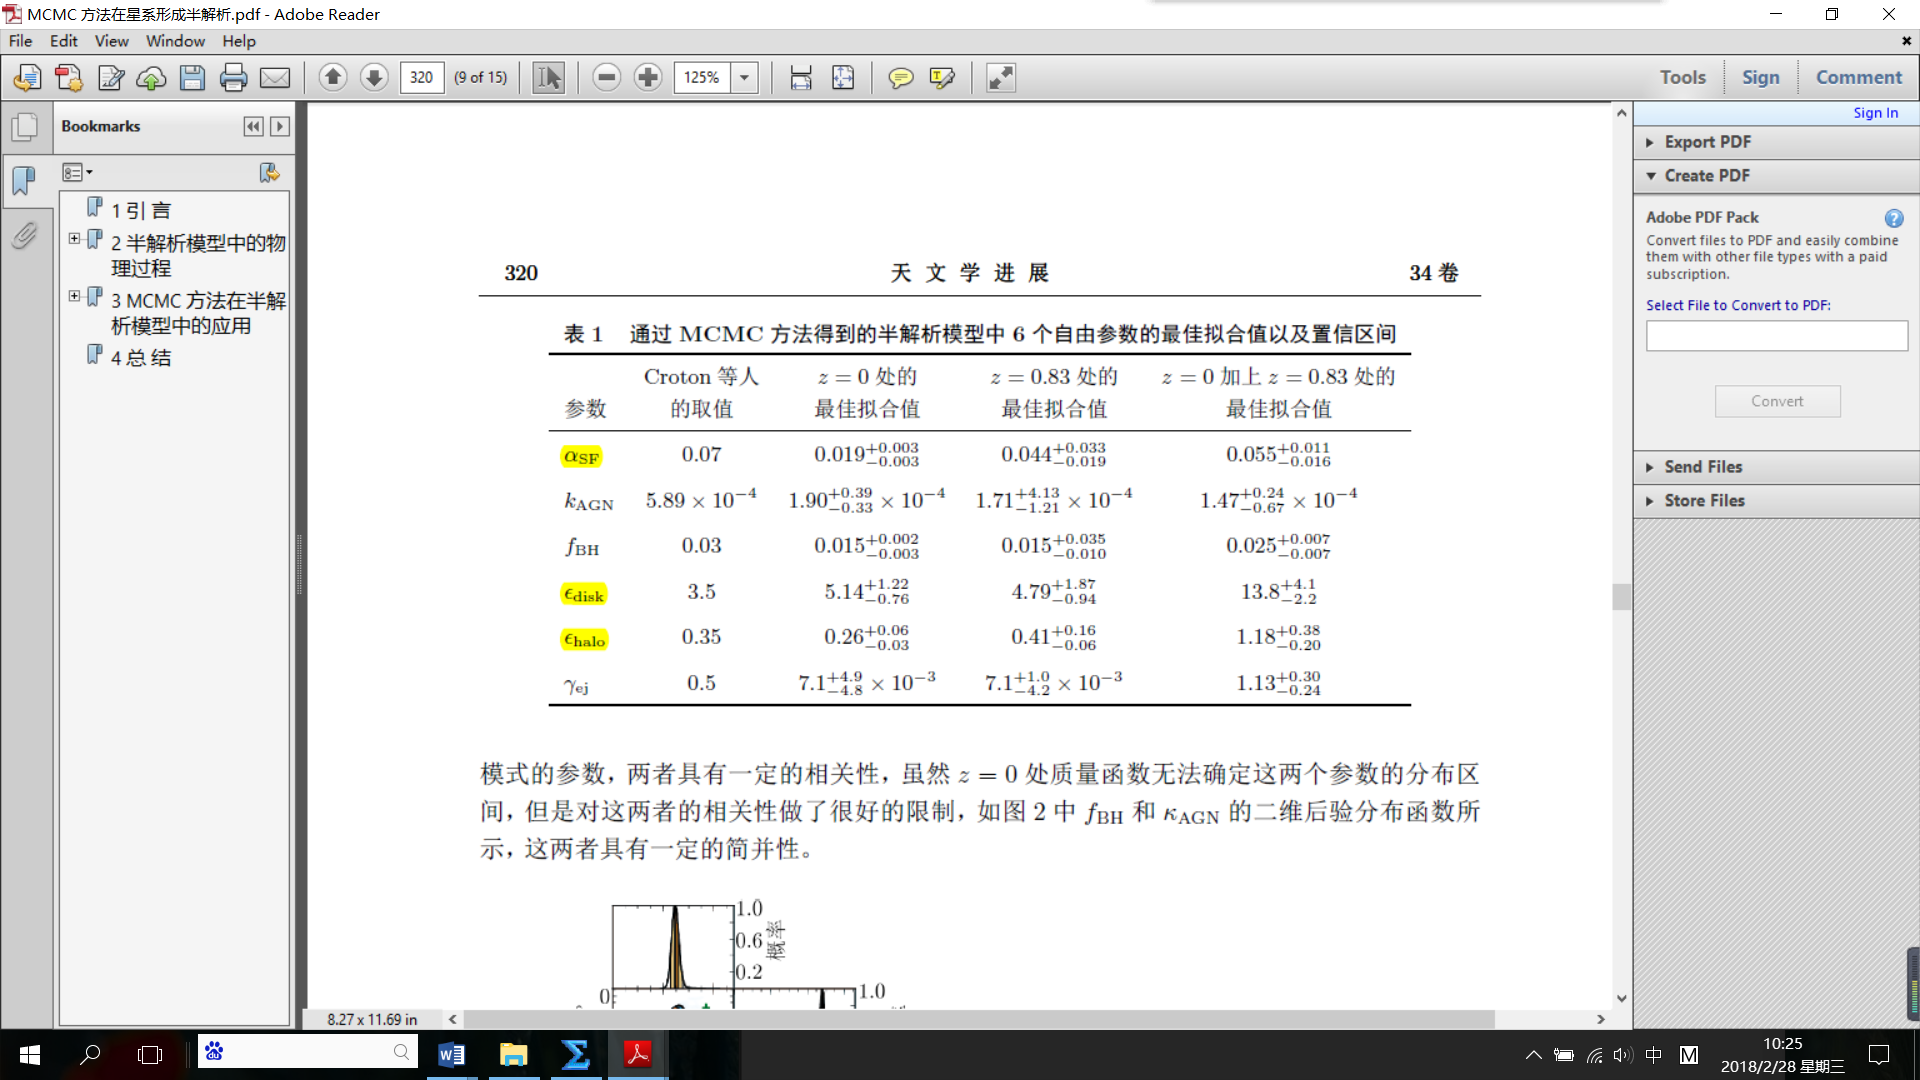 MCMC 方法在星系形成半解析.pdf - Adobe Reader
File Edit View Window Help
320 (9 of 15) 125% Tools Sign Comment
Bookmarks
1 引 言
2 半解析模型中的物
理过程
3 MCMC 方法在半解
析模型中的应用
4 总 结
320 天 文 学 进 展 34 卷
表 1 通过 MCMC 方法得到的半解析模型中 6 个自由参数的最佳拟合值以及置信区间
Croton 等人 z = 0 处的 z = 0.83 处的 z = 0 加上 z = 0.83 处的
参数 的取值 最佳拟合值 最佳拟合值 最佳拟合值
α_SF 0.07 0.019^{+0.003}_{−0.003} 0.044^{+0.033}_{−0.019} 0.055^{+0.011}_{−0.016}
k_AGN 5.89 × 10^{−4} 1.90^{+0.39}_{−0.33} × 10^{−4} 1.71^{+4.13}_{−1.21} × 10^{−4} 1.47^{+0.24}_{−0.67} × 10^{−4}
f_BH 0.03 0.015^{+0.002}_{−0.003} 0.015^{+0.035}_{−0.010} 0.025^{+0.007}_{−0.007}
ϵ_disk 3.5 5.14^{+1.22}_{−0.76} 4.79^{+1.87}_{−0.94} 13.8^{+4.1}_{−2.2}
ϵ_halo 0.35 0.26^{+0.06}_{−0.03} 0.41^{+0.16}_{−0.06} 1.18^{+0.38}_{−0.20}
γ_ej 0.5 7.1^{+4.9}_{−4.8} × 10^{−3} 7.1^{+1.0}_{−4.2} × 10^{−3} 1.13^{+0.30}_{−0.24}
模式的参数，两者具有一定的相关性，虽然 z = 0 处质量函数无法确定这两个参数的分布区
间，但是对这两者的相关性做了很好的限制，如图 2 中 f_BH 和 κ_AGN 的二维后验分布函数所
示，这两者具有一定的简并性。
1.0
0.6
0.2
概率
0
1.0
8.27 x 11.69 in
Sign In
Export PDF
Create PDF
Adobe PDF Pack
Convert files to PDF and easily combine
them with other file types with a paid
subscription.
Select File to Convert to PDF:
Convert
Send Files
Store Files
中 M
10:25
2018/2/28 星期三